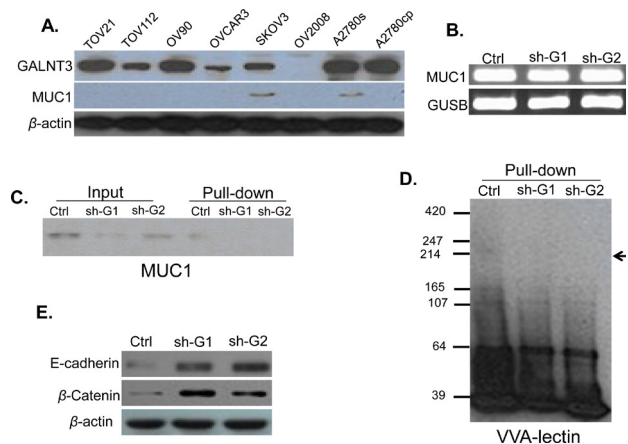 A.
TOV21
TOV112
OV90
OVCAR3
SKOV3
OV2008
A2780s
A2780cp
GALNT3
MUC1
β-actin
B.
Ctrl sh-G1 sh-G2
MUC1
GUSB
C.
Input Pull-down
Ctrl sh-G1 sh-G2 Ctrl sh-G1 sh-G2
MUC1
D.
Pull-down
Ctrl sh-G1 sh-G2
420
247
214
165
107
64
39
VVA-lectin
E.
Ctrl sh-G1 sh-G2
E-cadherin
β-Catenin
β-actin